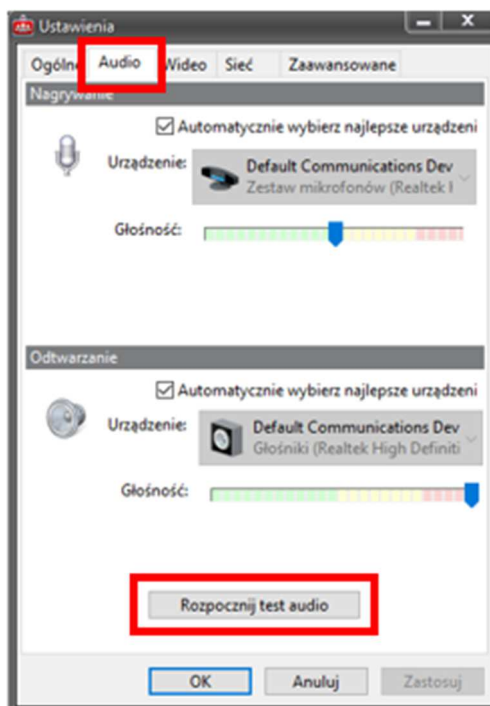 Ustawienia
Ogólne Audio Wideo Sieć Zaawansowane
Nagrywanie
Automatycznie wybierz najlepsze urządzeni
Urządzenie: Default Communications Dev
Zestaw mikrofonów (Realtek H
Głośność:
Odtwarzanie
Automatycznie wybierz najlepsze urządzeni
Urządzenie: Default Communications Dev
Głośniki (Realtek High Definiti
Głośność:
Rozpocznij test audio
OK Anuluj Zastosuj